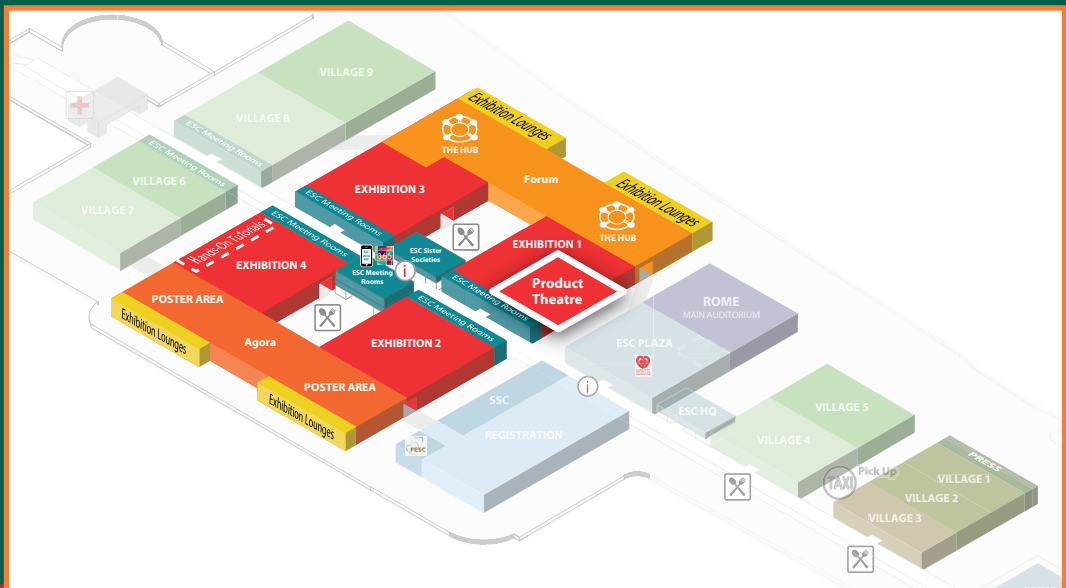 VILLAGE 9
VILLAGE 8
ESC Meeting Rooms
VILLAGE 6
ESC Meeting Rooms
VILLAGE 7
Exhibition Lounges
THE HUB
Forum
Exhibition Lounges
THE HUB
EXHIBITION 3
ESC Meeting Rooms
EXHIBITION 1
Product
Theatre
ESC Meeting Rooms
ESC Sister
Societies
365
i
ESC Meeting
Rooms
ESC Meeting Rooms
Hands-On Tutorials
EXHIBITION 4
POSTER AREA
Exhibition Lounges
Agora
EXHIBITION 2
ESC Meeting Rooms
POSTER AREA
Exhibition Lounges
ROME
MAIN AUDITORIUM
ESC PLAZA
i
ESC HQ
SSC
REGISTRATION
FESC
VILLAGE 5
VILLAGE 4
TAXI
Pick Up
PRESS
VILLAGE 1
VILLAGE 2
VILLAGE 3